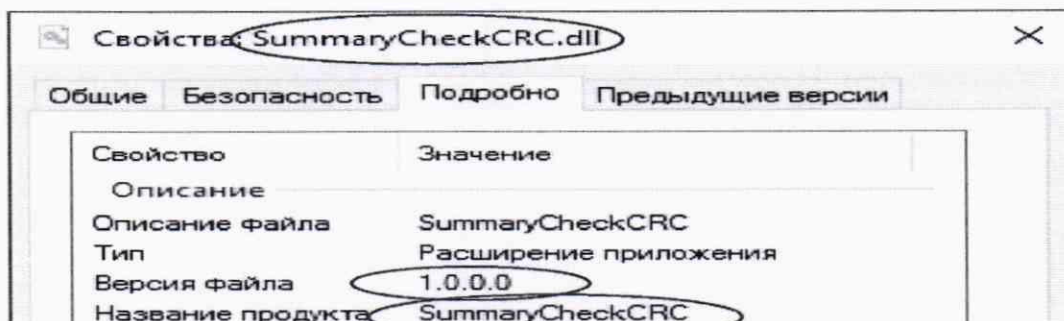 Свойства: SummaryCheckCRC.dll
Общие Безопасность Подробно Предыдущие версии
Свойство Значение
Описание
Описание файла SummaryCheckCRC
Тип Расширение приложения
Версия файла 1.0.0.0
Название продукта SummaryCheckCRC